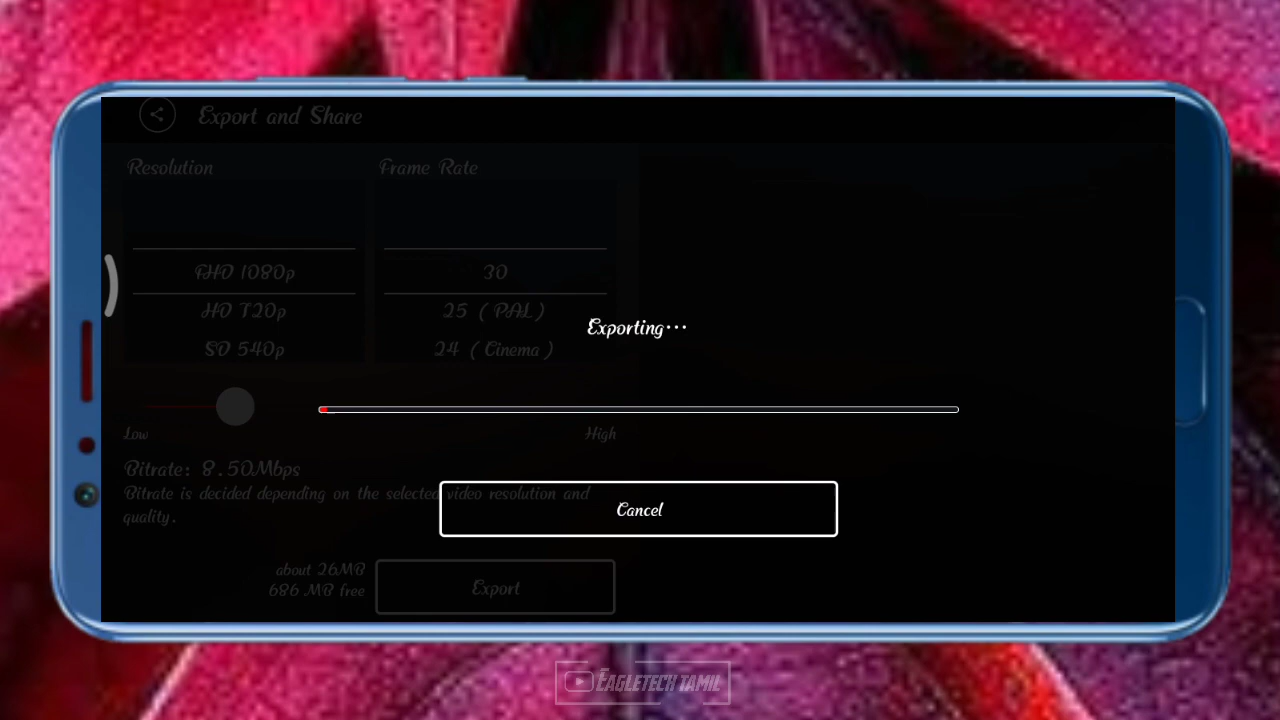 Export and Share
Resolution
Frame Rate
FHD 1080p
30
HD 720p
25 ( PAL )
SD 540p
24 ( Cinema )
Exporting...
Low
High
Bitrate: 8.50Mbps
Bitrate is decided depending on the selected video resolution and
quality.
Cancel
about 26MB
686 MB free
Export
EAGLETECH TAMIL